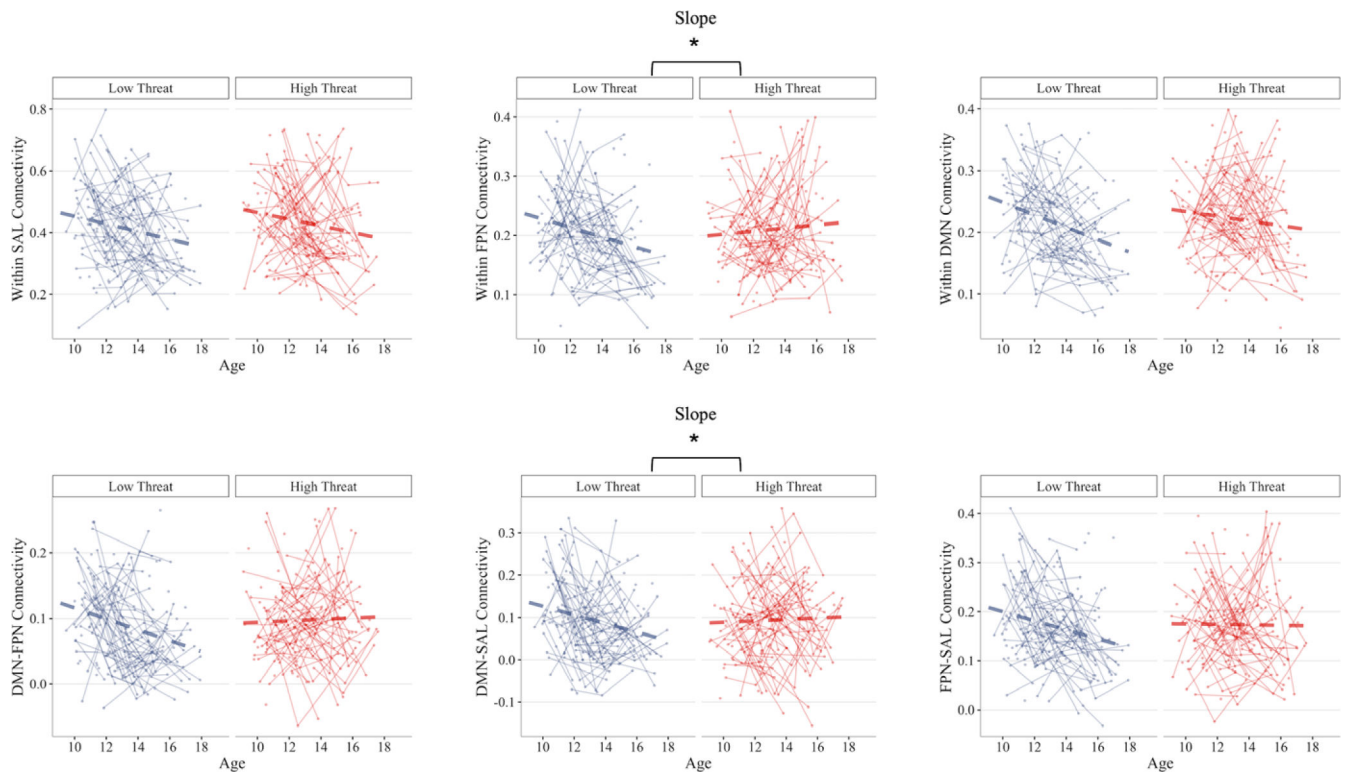 Slope
*
Low Threat High Threat
Within SAL Connectivity
0.8
0.6
0.4
0.2
10 12 14 16 18 10 12 14 16 18
Age
Low Threat High Threat
Within FPN Connectivity
0.4
0.3
0.2
0.1
10 12 14 16 18 10 12 14 16 18
Age
Low Threat High Threat
Within DMN Connectivity
0.4
0.3
0.2
0.1
10 12 14 16 18 10 12 14 16 18
Age
Slope
*
Low Threat High Threat
DMN-FPN Connectivity
0.2
0.1
0.0
10 12 14 16 18 10 12 14 16 18
Age
Low Threat High Threat
DMN-SAL Connectivity
0.3
0.2
0.1
0.0
-0.1
10 12 14 16 18 10 12 14 16 18
Age
Low Threat High Threat
FPN-SAL Connectivity
0.4
0.3
0.2
0.1
0.0
10 12 14 16 18 10 12 14 16 18
Age